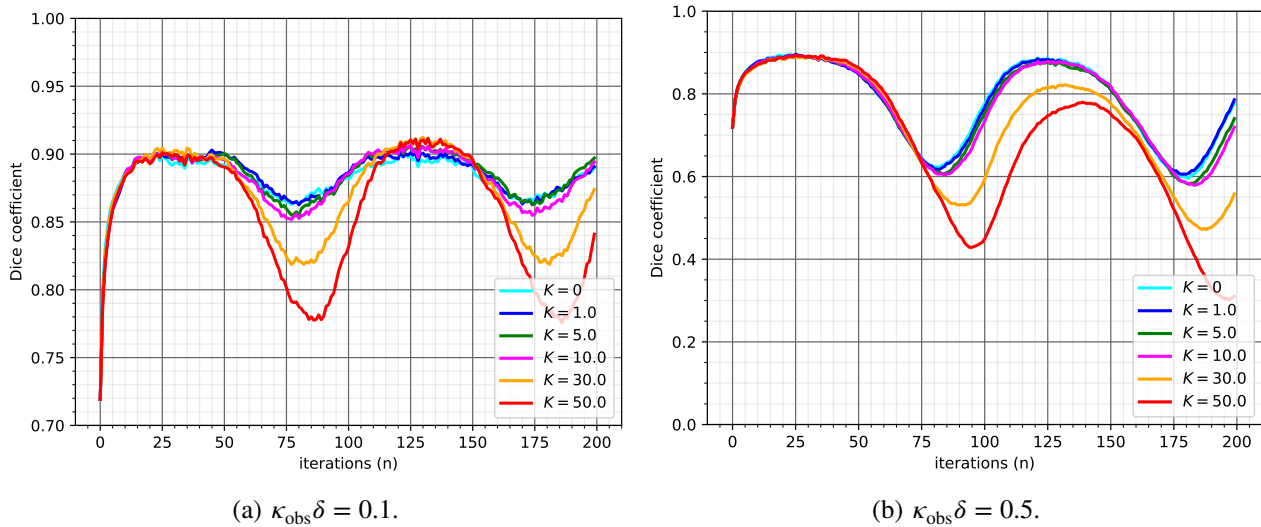 1.00
0.95
0.90
0.85
0.80
0.75
0.70
Dice coefficient
0 25 50 75 100 125 150 175 200
iterations (n)
K = 0
K = 1.0
K = 5.0
K = 10.0
K = 30.0
K = 50.0
(a) κobsδ = 0.1.
1.0
0.8
0.6
0.4
0.2
0.0
Dice coefficient
0 25 50 75 100 125 150 175 200
iterations (n)
K = 0
K = 1.0
K = 5.0
K = 10.0
K = 30.0
K = 50.0
(b) κobsδ = 0.5.